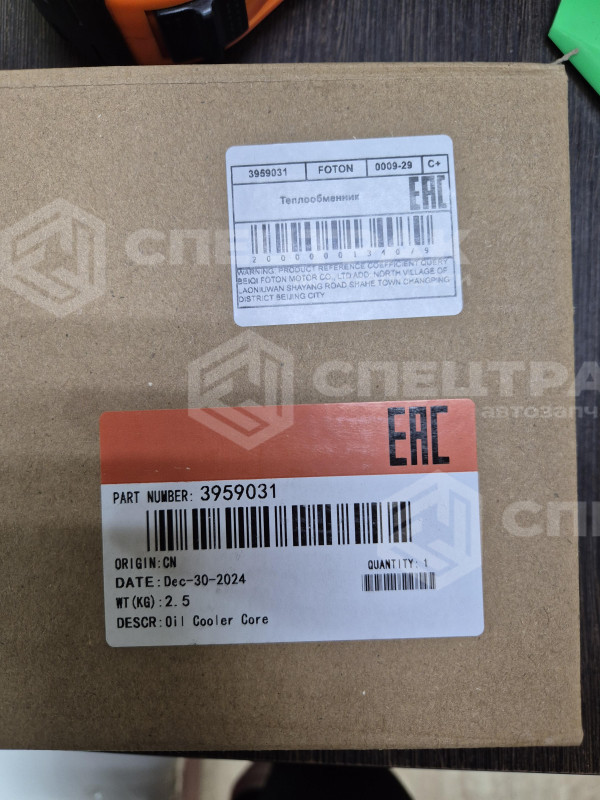 3959031 FOTON 0009-29 C+
Теплообменник
EAC
WARNING: PRODUCT REFERENCE COEFFICIENT QUERY
BEIQI FOTON MOTOR CO., LTD ADD. NORTH VILLAGE OF
LAONIUWAN SHAYANG ROAD SHAHE TOWN CHANGPING
DISTRICT BEIJING CITY
СПЕЦТРА
автозапч
EAC
PART NUMBER: 3959031
ORIGIN:CN
QUANTITY: 1
DATE:Dec-30-2024
WT(KG):2.5
DESCR:Oil Cooler Core